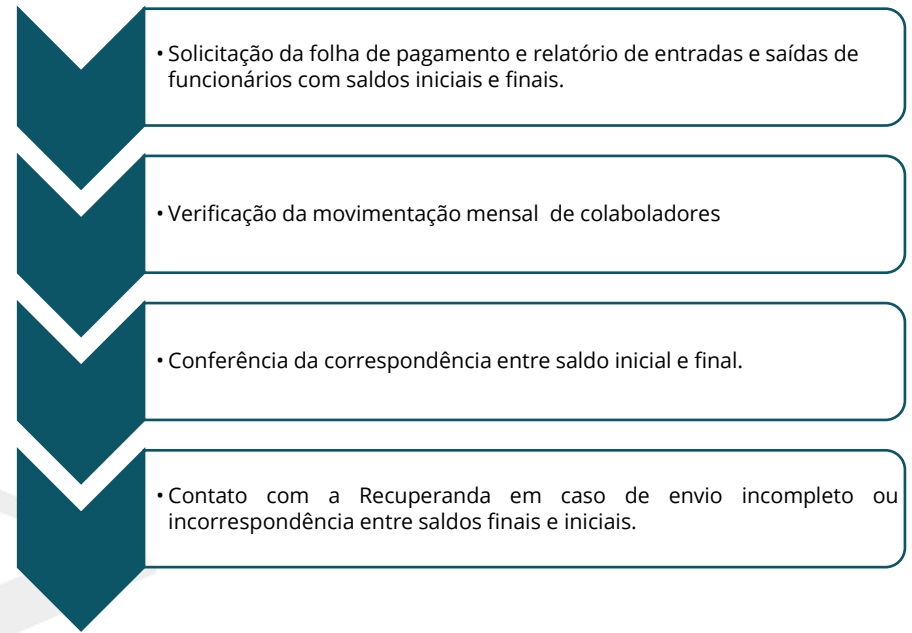 • Solicitação da folha de pagamento e relatório de entradas e saídas de
funcionários com saldos iniciais e finais.
• Verificação da movimentação mensal de colaboladores
• Conferência da correspondência entre saldo inicial e final.
• Contato com a Recuperanda em caso de envio incompleto ou
incorrespondência entre saldos finais e iniciais.